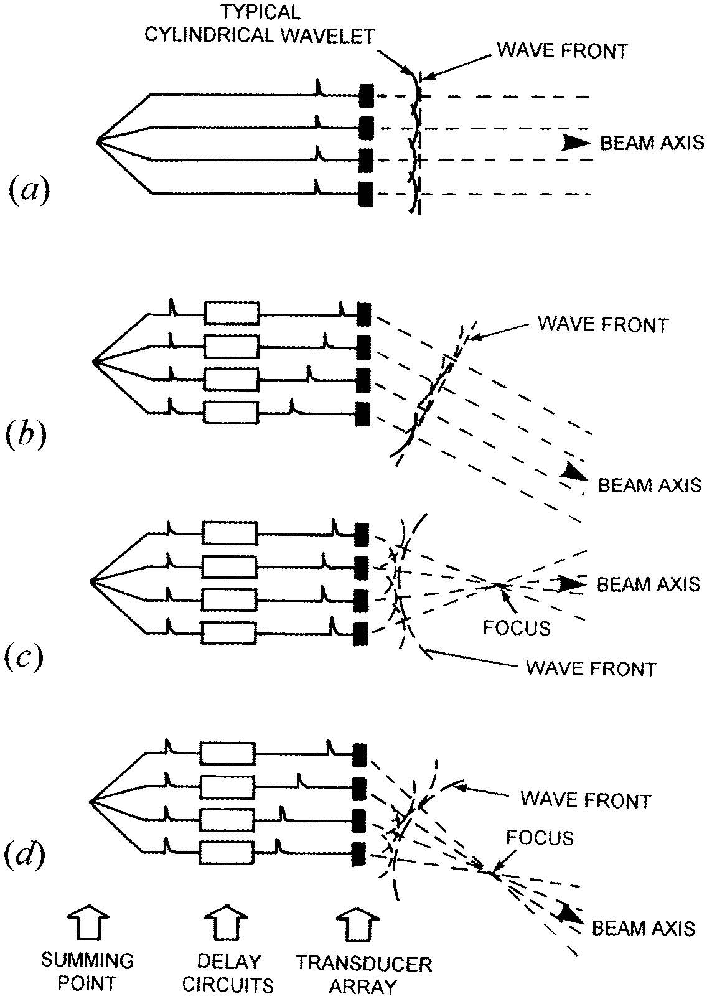 TYPICAL
CYLINDRICAL WAVELET
WAVE FRONT
BEAM AXIS
(a)
WAVE FRONT
(b)
BEAM AXIS
BEAM AXIS
FOCUS
(c)
WAVE FRONT
WAVE FRONT
FOCUS
(d)
BEAM AXIS
SUMMING
POINT
DELAY
CIRCUITS
TRANSDUCER
ARRAY